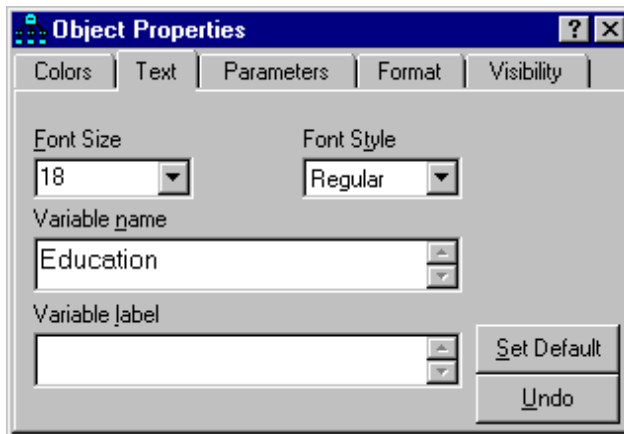 Object Properties ? ×
Colors Text Parameters Format Visibility
Font Size Font Style
18 Regular
Variable name
Education
Variable label
Set Default
Undo